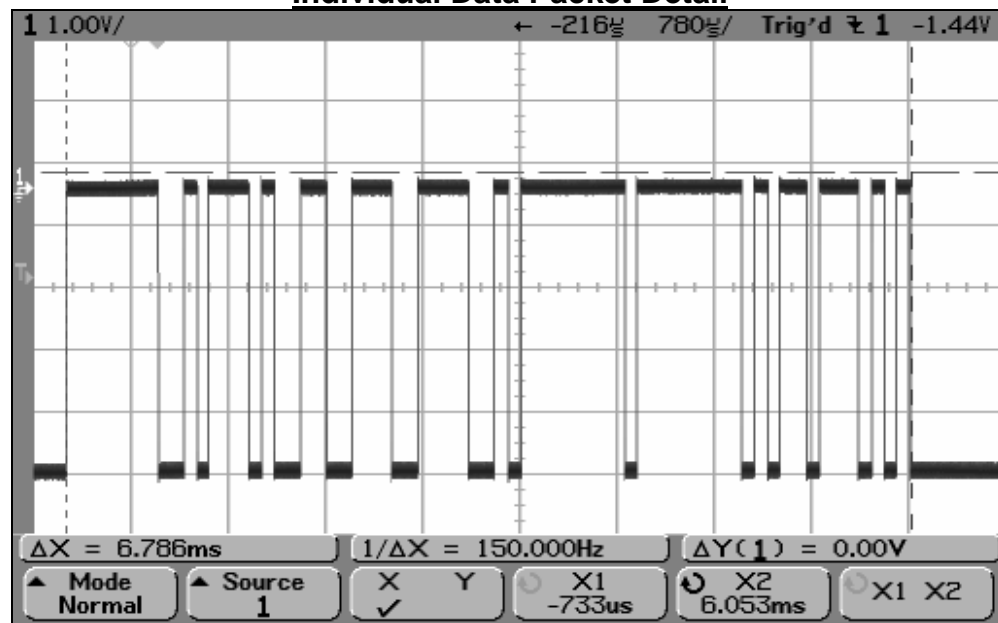 Individual Data Packet Detail
1 1.00V/ ← -216µs 780µs/ Trig'd 1 -1.44V
1
T
ΔX = 6.786ms 1/ΔX = 150.000Hz ΔY(1) = 0.00V
Mode Normal Source 1 X Y ✓ X1 -733us X2 6.053ms X1 X2